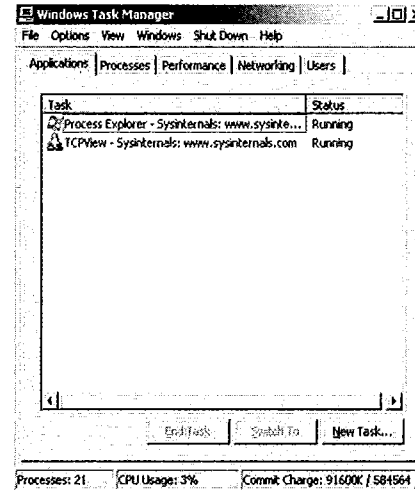 Windows Task Manager
File Options View Windows Shut Down Help
Applications Processes Performance Networking Users
Task Status
Process Explorer - Sysinternals: www.sysinte... Running
TCPView - Sysinternals: www.sysinternals.com Running
End Task Switch To New Task...
Processes: 21 CPU Usage: 3% Commit Charge: 91600K / 584564